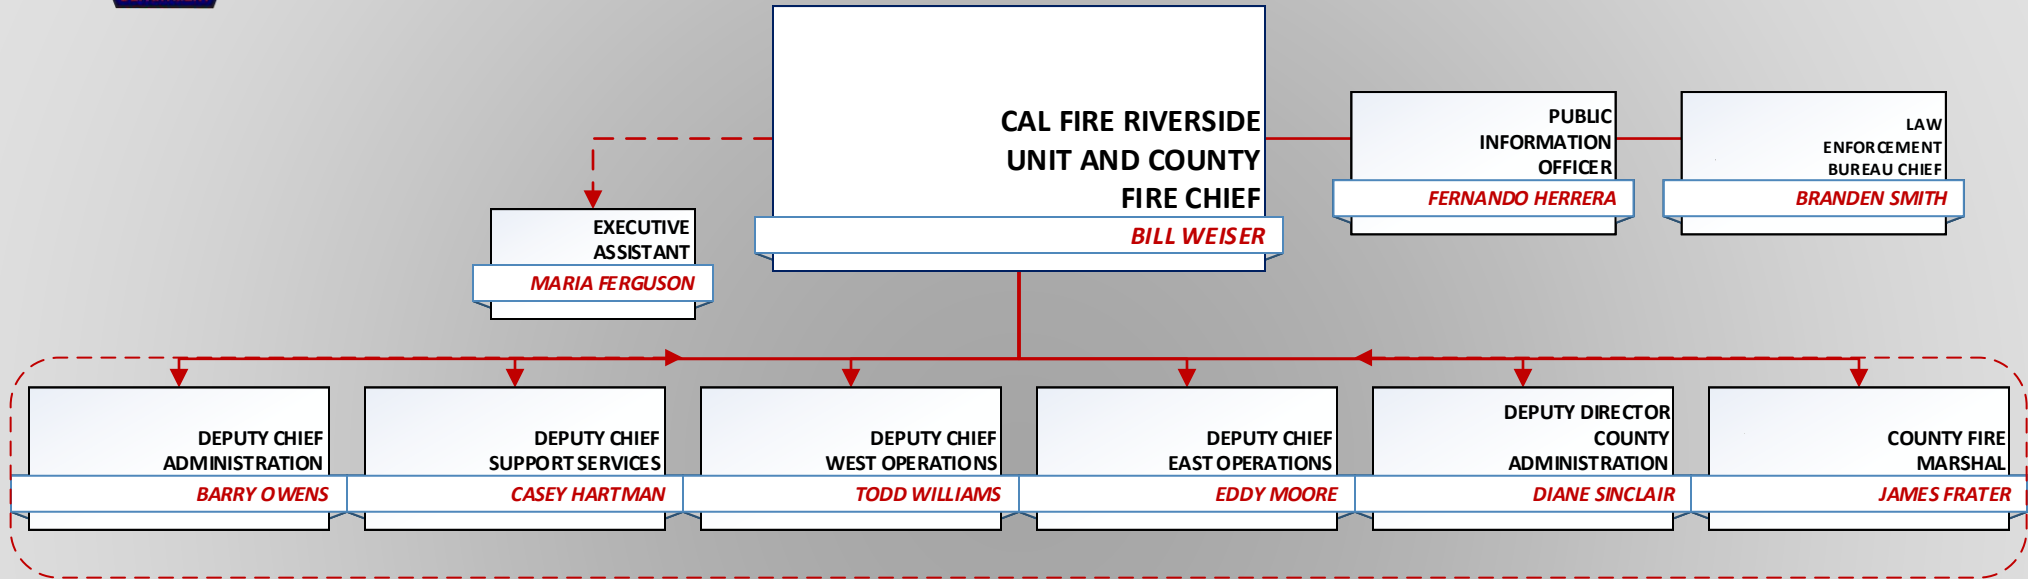 CAL FIRE RIVERSIDE
UNIT AND COUNTY
FIRE CHIEF
BILL WEISER
PUBLIC
INFORMATION
OFFICER
FERNANDO HERRERA
LAW
ENFORCEMENT
BUREAU CHIEF
BRANDEN SMITH
EXECUTIVE
ASSISTANT
MARIA FERGUSON
DEPUTY CHIEF
ADMINISTRATION
BARRY OWENS
DEPUTY CHIEF
SUPPORT SERVICES
CASEY HARTMAN
DEPUTY CHIEF
WEST OPERATIONS
TODD WILLIAMS
DEPUTY CHIEF
EAST OPERATIONS
EDDY MOORE
DEPUTY DIRECTOR
COUNTY
ADMINISTRATION
DIANE SINCLAIR
COUNTY FIRE
MARSHAL
JAMES FRATER